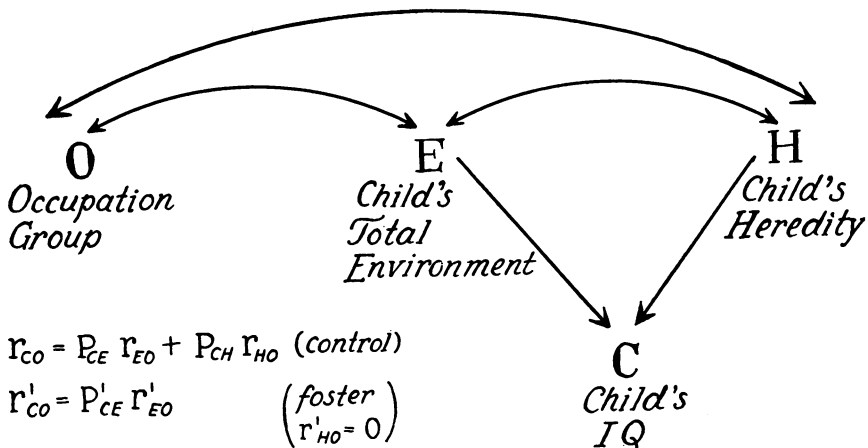 O
Occupation
Group
E
Child's
Total
Environment
H
Child's
Heredity
C
Child's
IQ
r_CO = P_CE r_EO + P_CH r_HO (control)
r'_CO = P'_CE r'_EO (foster
r'_HO = 0)